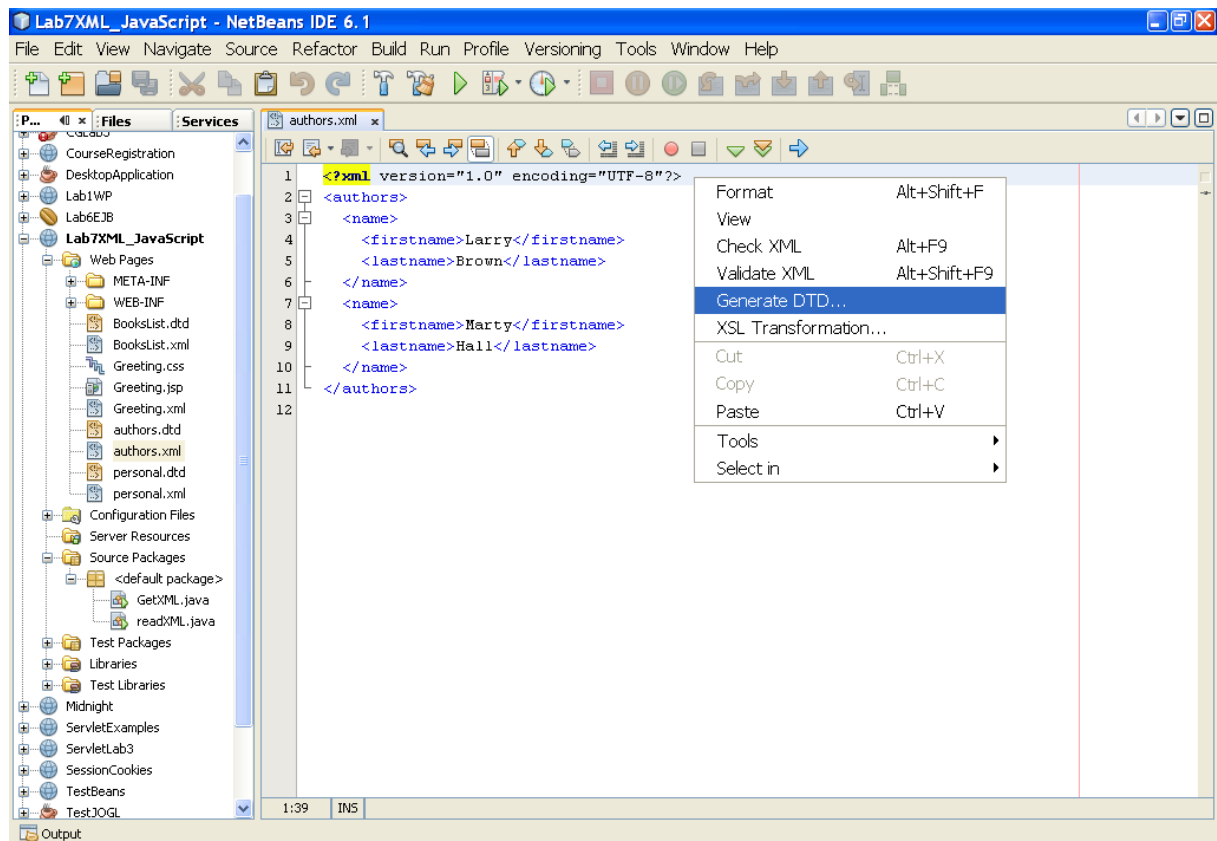 Lab7XML_JavaScript - NetBeans IDE 6.1
File Edit View Navigate Source Refactor Build Run Profile Versioning Tools Window Help
P... Files Services
authors.xml
CourseRegistration
DesktopApplication
Lab1WP
Lab6EJB
Lab7XML_JavaScript
Web Pages
META-INF
WEB-INF
BooksList.dtd
BooksList.xml
Greeting.css
Greeting.jsp
Greeting.xml
authors.dtd
authors.xml
personal.dtd
personal.xml
Configuration Files
Server Resources
Source Packages
<default package>
GetXML.java
readXML.java
Test Packages
Libraries
Test Libraries
Midnight
ServletExamples
ServletLab3
SessionCookies
TestBeans
TestJOGL
1 <?xml version="1.0" encoding="UTF-8"?>
2 <authors>
3 <name>
4 <firstname>Larry</firstname>
5 <lastname>Brown</lastname>
6 </name>
7 <name>
8 <firstname>Marty</firstname>
9 <lastname>Hall</lastname>
10 </name>
11 </authors>
12
Format Alt+Shift+F
View
Check XML Alt+F9
Validate XML Alt+Shift+F9
Generate DTD...
XSL Transformation...
Cut Ctrl+X
Copy Ctrl+C
Paste Ctrl+V
Tools
Select in
1:39 INS
Output